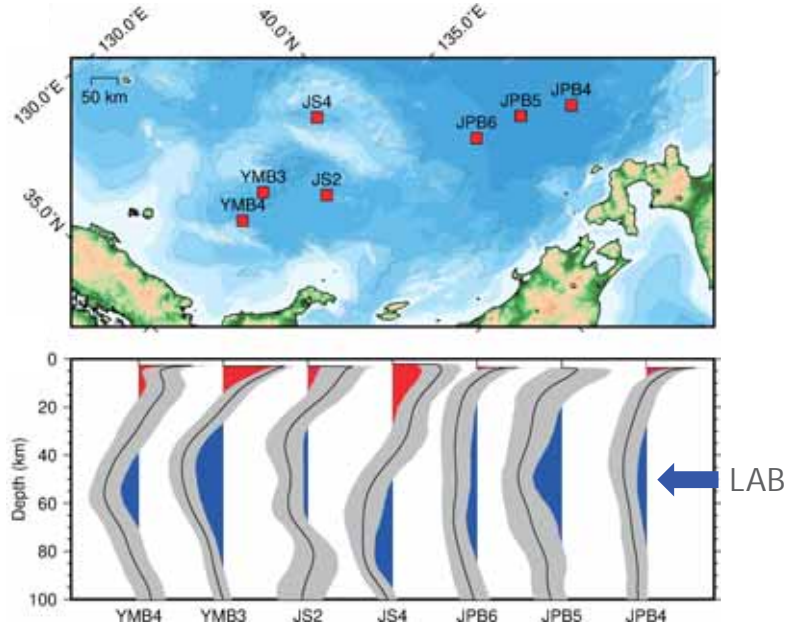 130.0˚E
40.0˚N
135.0˚E
130.0˚E
50 km
JS4
JPB6
JPB5
JPB4
YMB3
JS2
YMB4
35.0˚N
0
20
40
60
80
100
Depth (km)
LAB
YMB4 YMB3 JS2 JS4 JPB6 JPB5 JPB4